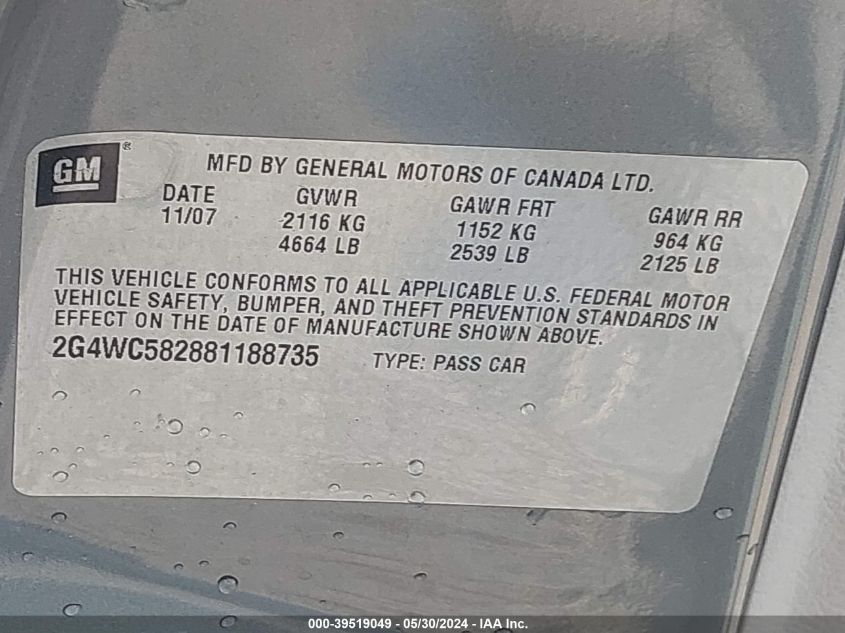 GM ®
MFD BY GENERAL MOTORS OF CANADA LTD.
DATE GVWR GAWR FRT GAWR RR
11/07 2116 KG 1152 KG 964 KG
4664 LB 2539 LB 2125 LB
THIS VEHICLE CONFORMS TO ALL APPLICABLE U.S. FEDERAL MOTOR
VEHICLE SAFETY, BUMPER, AND THEFT PREVENTION STANDARDS IN
EFFECT ON THE DATE OF MANUFACTURE SHOWN ABOVE.
2G4WC582881188735 TYPE: PASS CAR
000-39519049 - 05/30/2024 - IAA Inc.